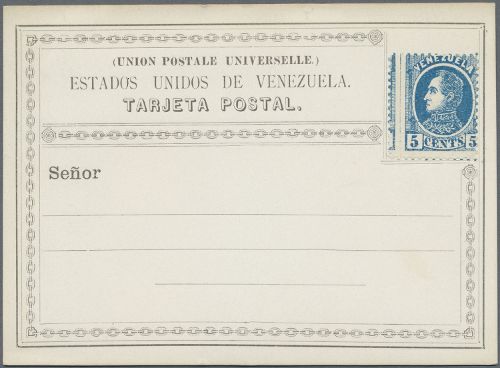 (UNION POSTALE UNIVERSELLE.)
ESTADOS UNIDOS DE VENEZUELA.
TARJETA POSTAL.
VENEZUELA
5 CENTS 5
Señor